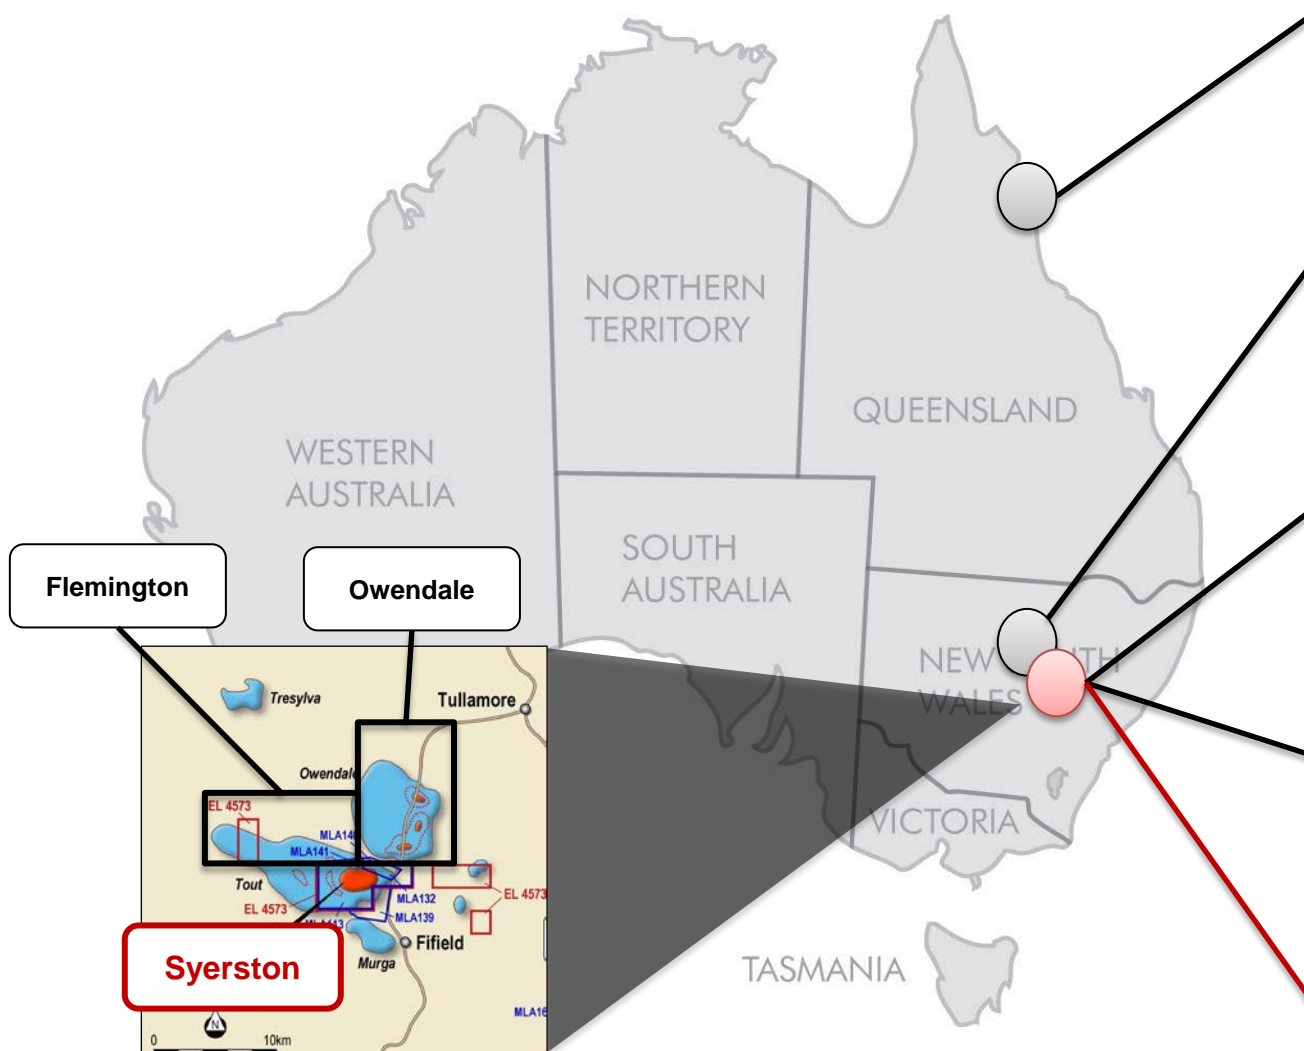 NORTHERN
TERRITORY
QUEENSLAND
WESTERN
AUSTRALIA
SOUTH
AUSTRALIA
Flemington
Owendale
NEW
WALES
VICTORIA
TASMANIA
Tresylva
Tullamore
Owendale
EL 4573
MLA141
Tout
EL 4573
MLA132
EL 4573
MLA139
Fifield
Murga
Syerston
N
0
10km